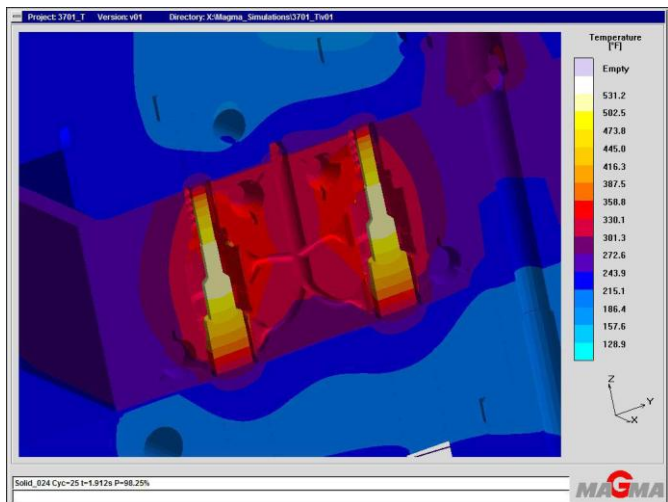 Project: 3701_T Version: v01 Directory: X:\Magma_Simulations\3701_T\v01
Temperature
[°F]
Empty
531.2
502.5
473.8
445.0
416.3
387.5
358.8
330.1
301.3
272.6
243.9
215.1
186.4
157.6
128.9
Z
Y
X
Solid_024 Cyc=25 t=1.912s P=98.25%
MAGMA